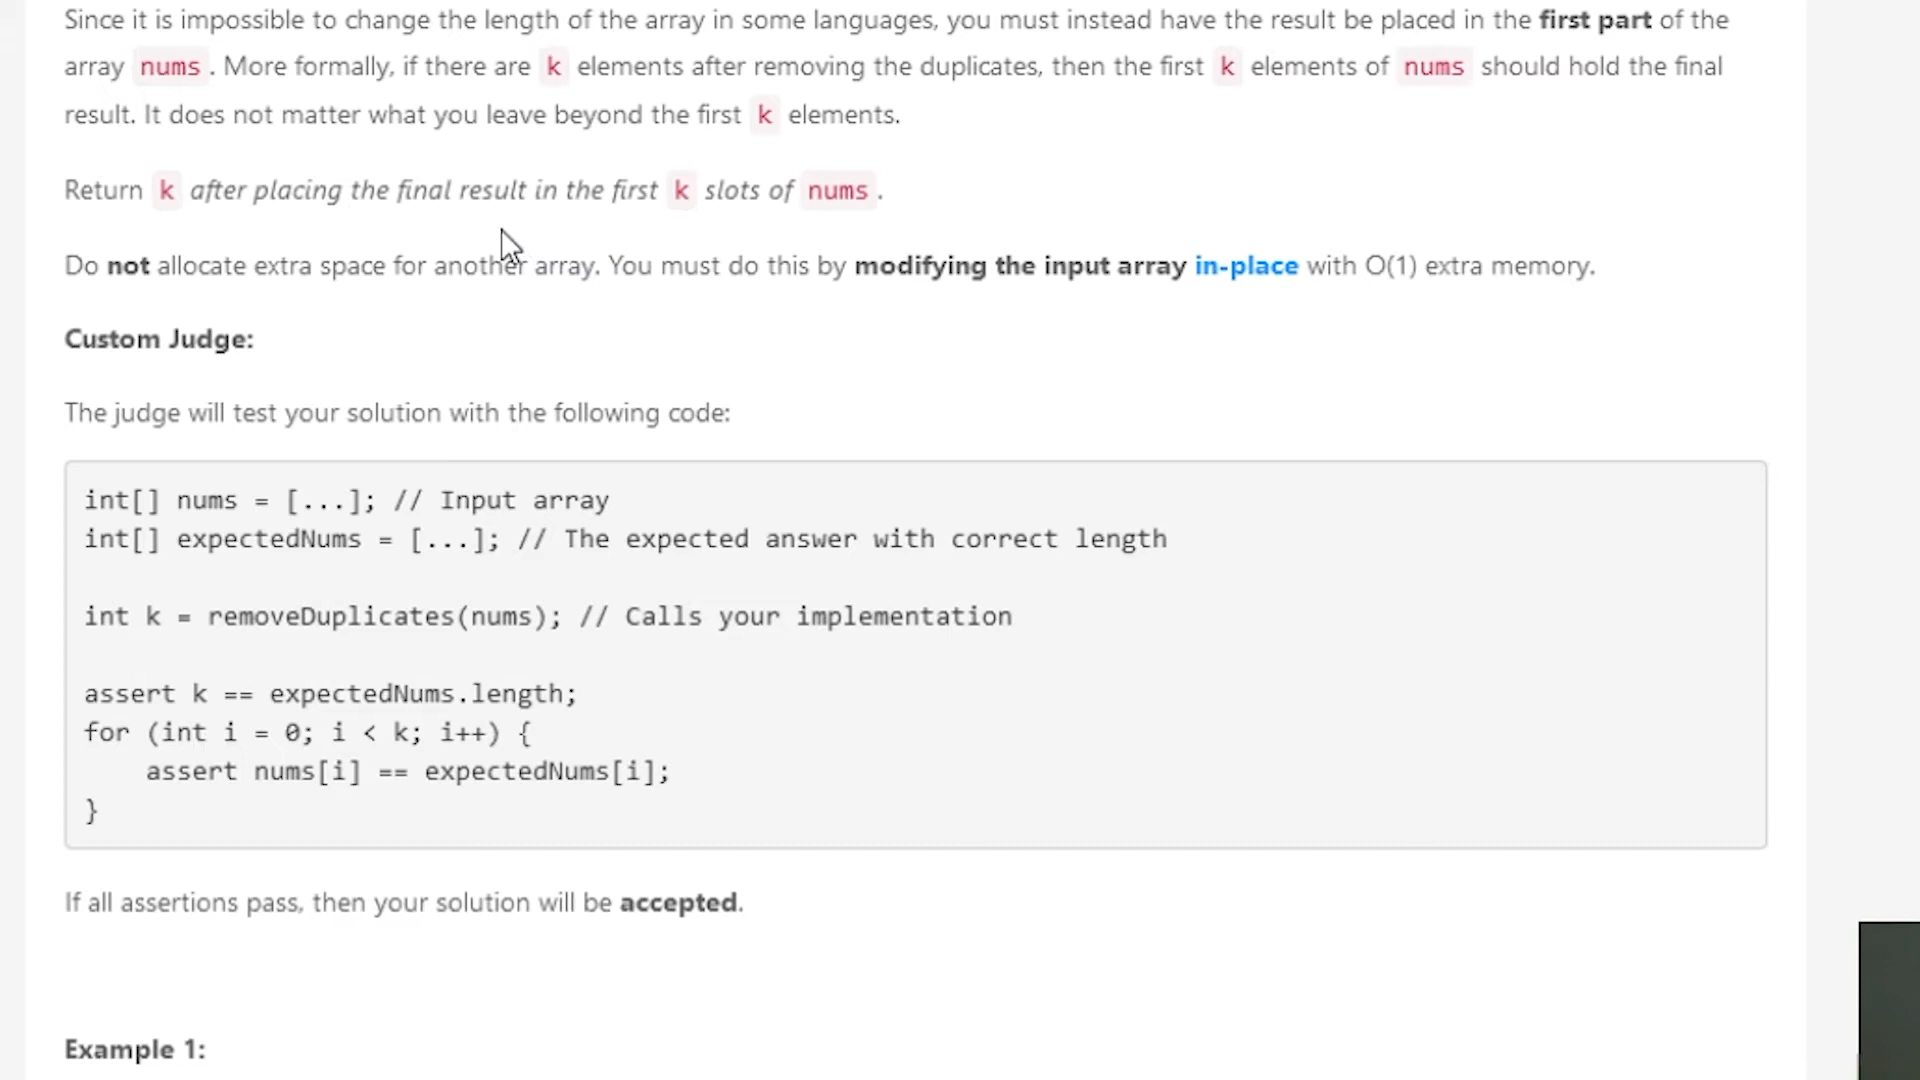 Since it is impossible to change the length of the array in some languages, you must instead have the result be placed in the first part of the
array nums . More formally, if there are k elements after removing the duplicates, then the first k elements of nums should hold the final
result. It does not matter what you leave beyond the first k elements.
Return k after placing the final result in the first k slots of nums .
Do not allocate extra space for another array. You must do this by modifying the input array in-place with O(1) extra memory.
Custom Judge:
The judge will test your solution with the following code:
int[] nums = [...]; // Input array
int[] expectedNums = [...]; // The expected answer with correct length
int k = removeDuplicates(nums); // Calls your implementation
assert k == expectedNums.length;
for (int i = 0; i < k; i++) {
    assert nums[i] == expectedNums[i];
}
If all assertions pass, then your solution will be accepted.
Example 1: